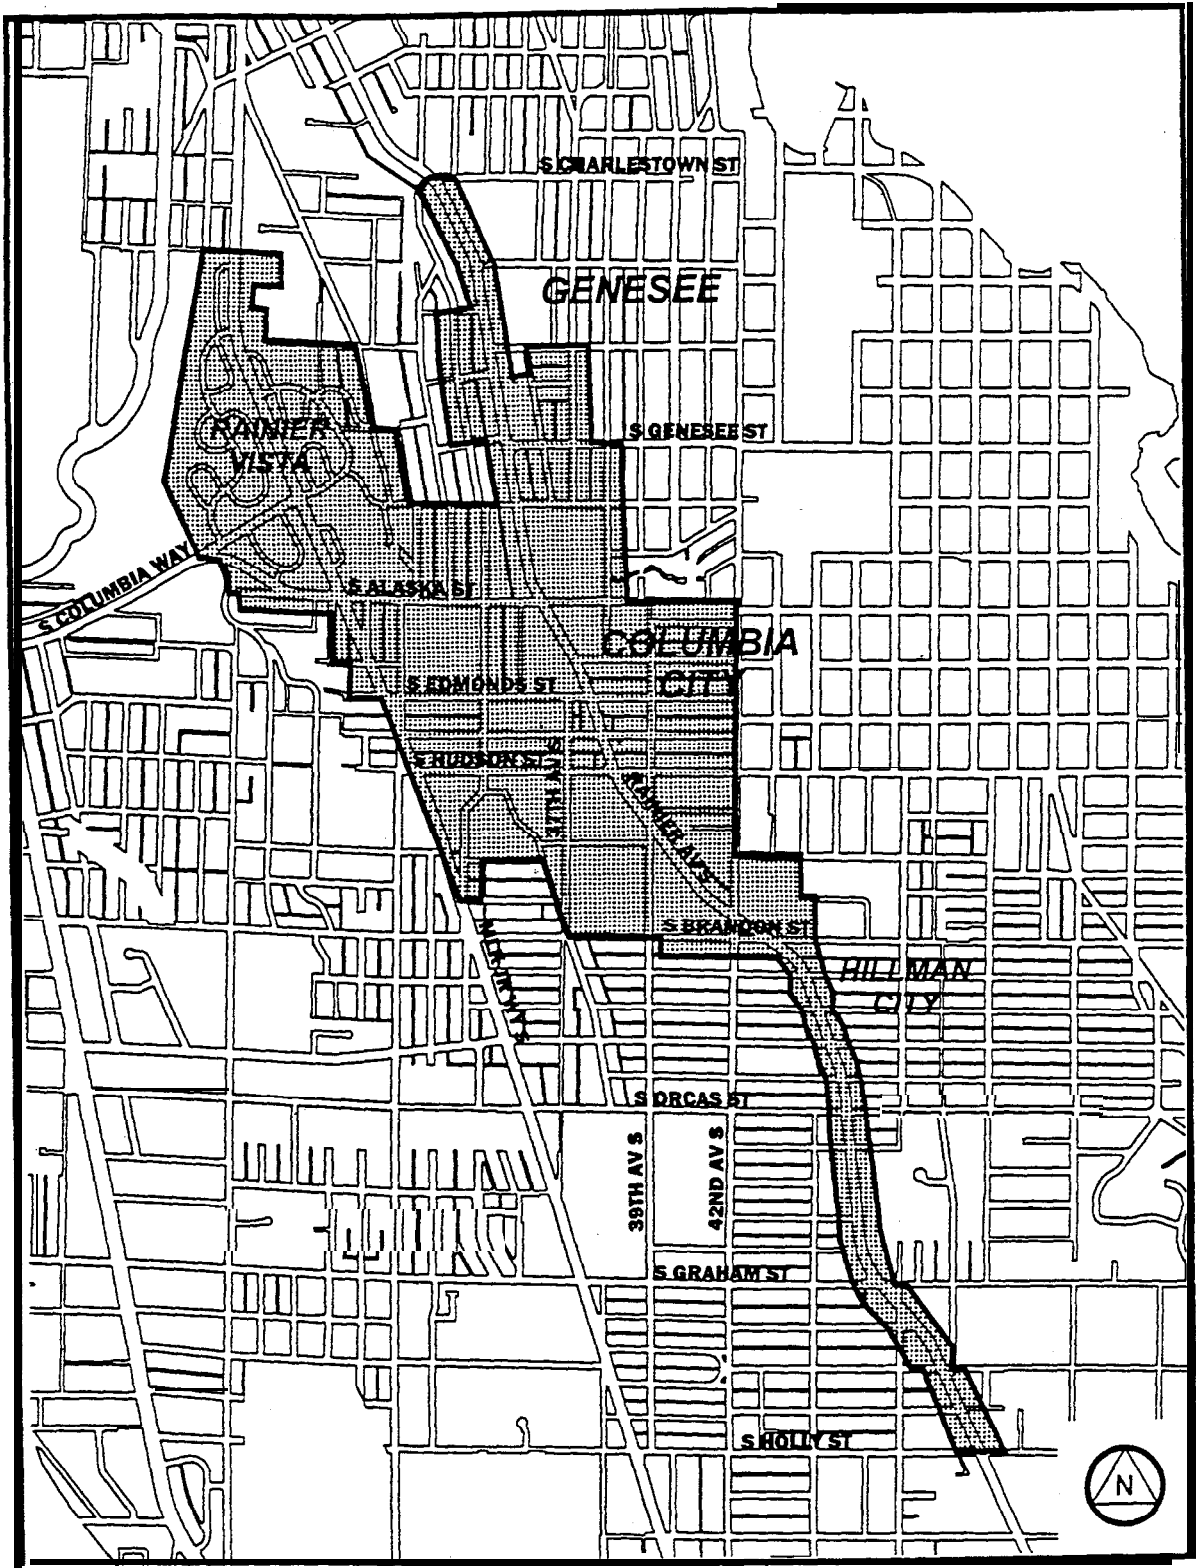 S CHARLESTOWN ST
GENESEE
RAINIER
VISTA
S GENESEE ST
S COLUMBIA WAY
S ALASKA ST
COLUMBIA
CITY
S EDMONDS ST
S HUDSON ST
37TH AV S
RAINIER AV S
S BRANDON ST
M L KING JR WY S
HILLMAN
CITY
S ORCAS ST
39TH AV S
42ND AV S
S GRAHAM ST
S HOLLY ST
N